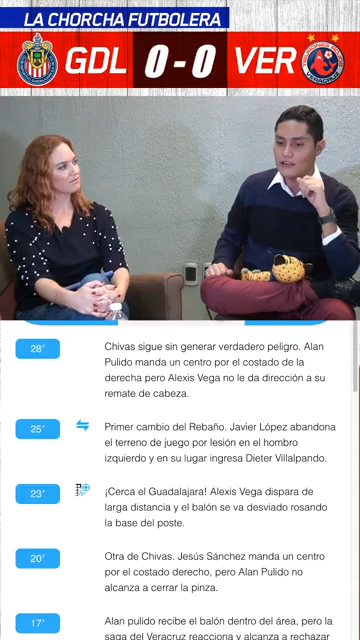 LA CHORCHA FUTBOLERA
GDL 0-0 VER
28'
Chivas sigue sin generar verdadero peligro. Alan
Pulido manda un centro por el costado de la
derecha pero Alexis Vega no le da dirección a su
remate de cabeza.
25'
Primer cambio del Rebaño. Javier López abandona
el terreno de juego por lesión en el hombro
izquierdo y en su lugar ingresa Dieter Villalpando.
23'
¡Cerca el Guadalajara! Alexis Vega dispara de
larga distancia y el balón se va desviado rosando
la base del poste.
20'
Otra de Chivas. Jesús Sánchez manda un centro
por el costado derecho, pero Alan Pulido no
alcanza a cerrar la pinza.
17'
Alan pulido recibe el balón dentro del área, pero la
saga del Veracruz reacciona y alcanza a rechazar